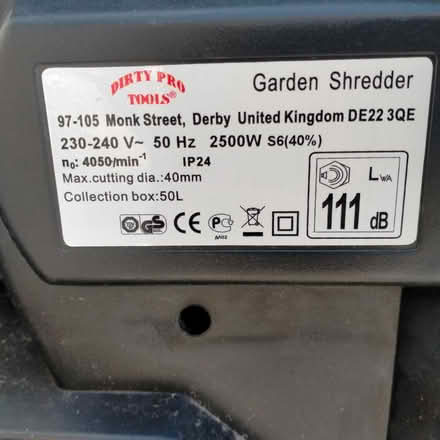 DIRTY PRO
TOOLS®
Garden Shredder
97-105 Monk Street, Derby United Kingdom DE22 3QE
230-240 V~ 50 Hz 2500W S6(40%)
n₀: 4050/min⁻¹ IP24
Max.cutting dia.:40mm
Collection box:50L
LWA
111
dB
GS CE